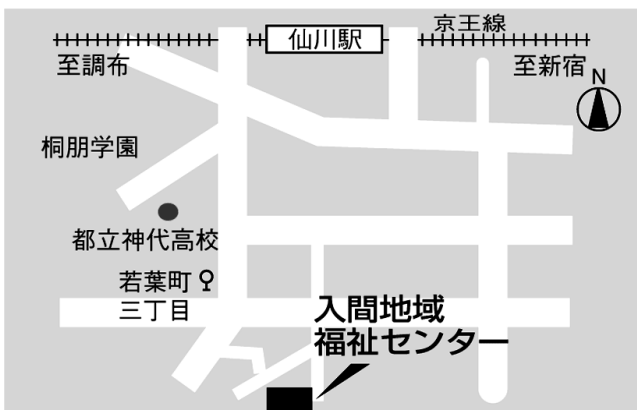 京王線
仙川駅
至調布
至新宿
N
桐朋学園
都立神代高校
若葉町
三丁目
入間地域
福祉センター